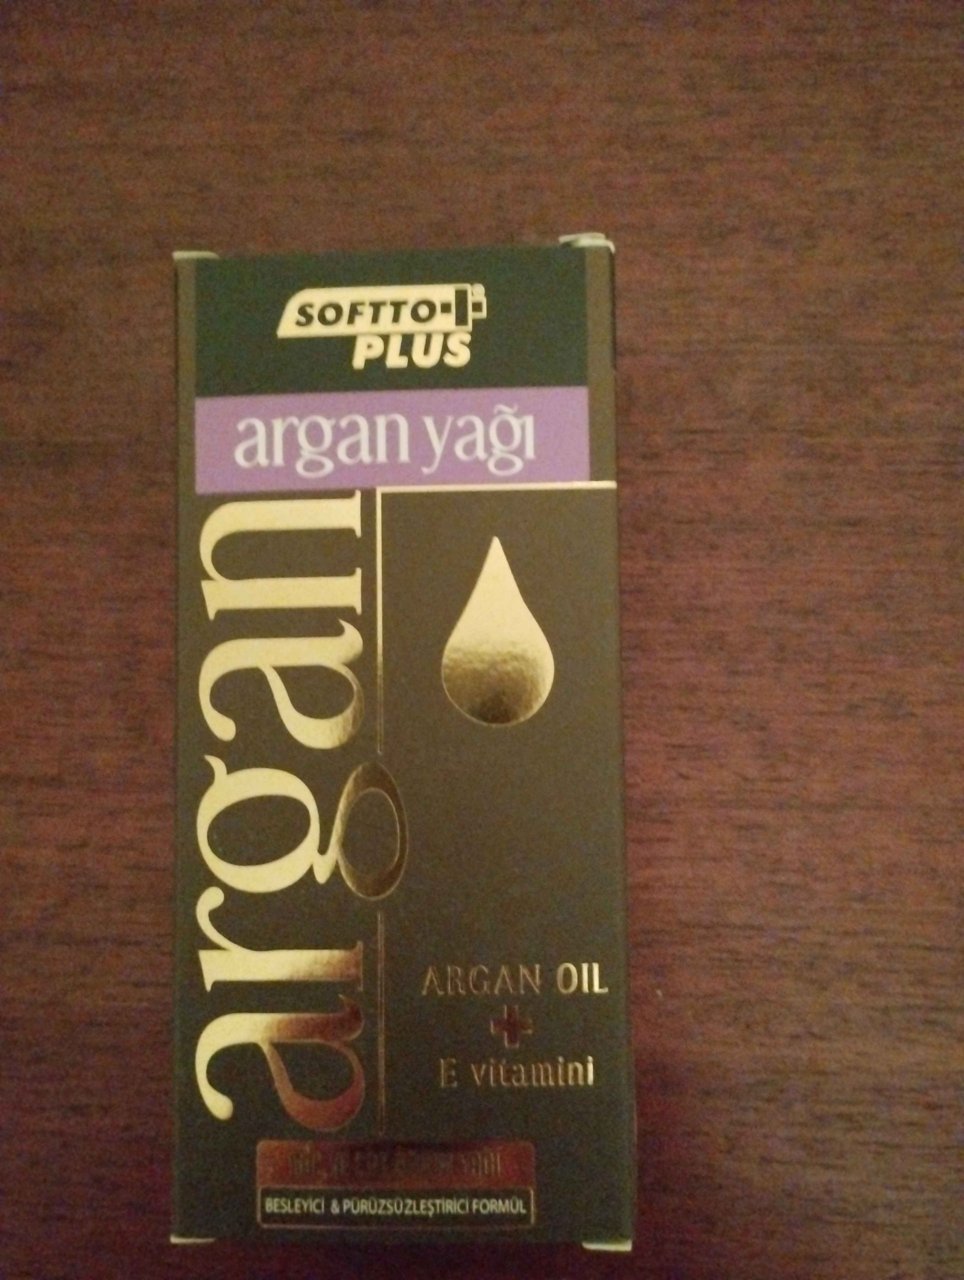 SOFTTO
PLUS
argan yağı
argan
ARGAN OIL
+
E vitamini
BESLEYİCİ & PÜRÜZSÜZLEŞTİRİCİ FORMÜL